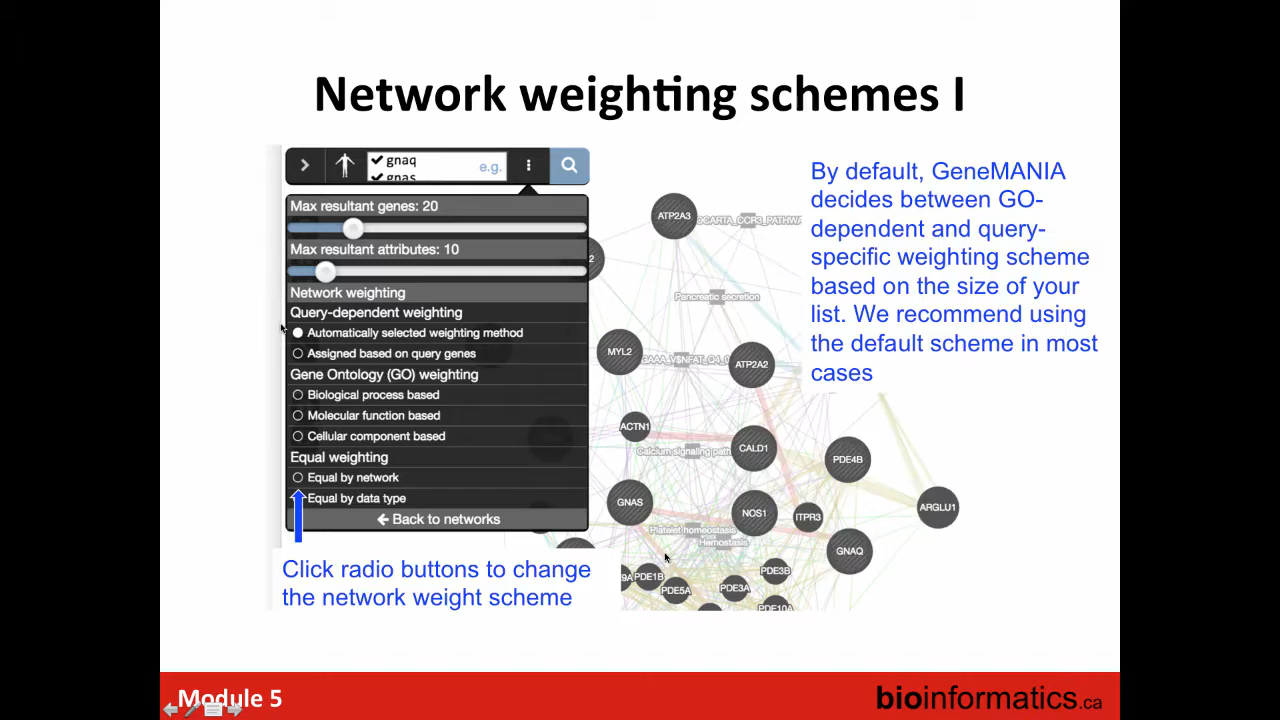 Network weighting schemes I
gnaq
gnas
e.g.
Max resultant genes: 20
Max resultant attributes: 10
Network weighting
Query-dependent weighting
Automatically selected weighting method
Assigned based on query genes
Gene Ontology (GO) weighting
Biological process based
Molecular function based
Cellular component based
Equal weighting
Equal by network
Equal by data type
Back to networks
Click radio buttons to change
the network weight scheme
By default, GeneMANIA
decides between GO-
dependent and query-
specific weighting scheme
based on the size of your
list. We recommend using
the default scheme in most
cases
ATP2A3
Pancreatic secretion
MYL2
ATP2A2
ACTN1
CALD1
Calcium signaling path
PDE4B
GNAS
NOS1
ITPR3
ARGLU1
Platelet homeostasis
Hemostasis
GNAQ
PDE1B
PDE3B
PDE5A
PDE3A
PDE10A
Module 5
bioinformatics.ca